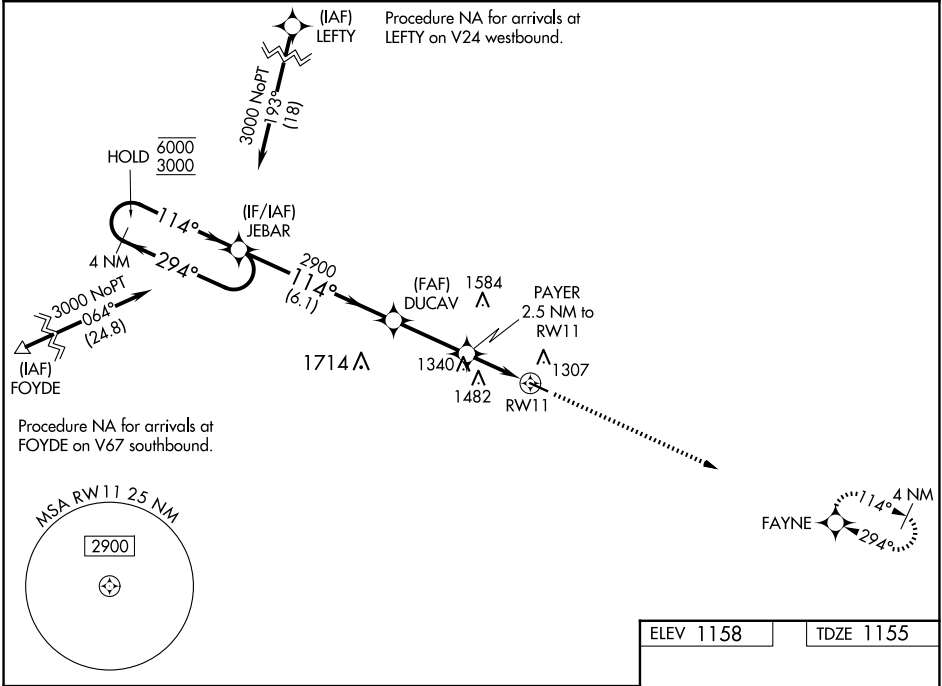 (IAF)
LEFTY
Procedure NA for arrivals at
LEFTY on V24 westbound.
3000 NoPT
193°
(18)
HOLD
6000
3000
114°
(IF/IAF)
JEBAR
4 NM
294°
2900
114°
(6.1)
(FAF)
DUCAV
1584
PAYER
2.5 NM to
RW11
3000 NoPT
064°
(24.8)
(IAF)
FOYDE
1714
1340
1482
1307
RW11
Procedure NA for arrivals at
FOYDE on V67 southbound.
MSA RW11 25 NM
2900
FAYNE
114°
4 NM
294°
ELEV 1158
TDZE 1155